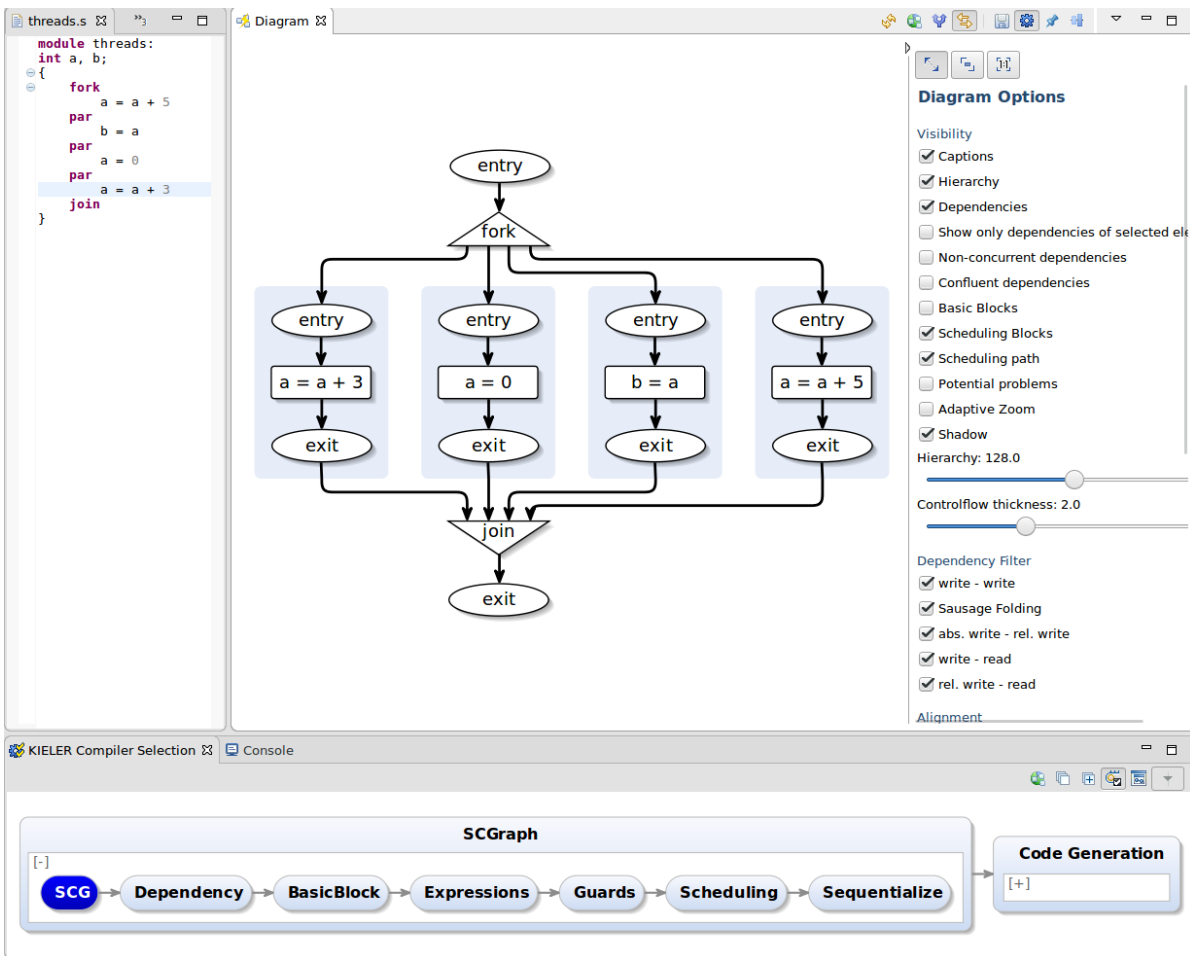 threads.s
»3
Diagram
module threads:
int a, b;
{
fork
a = a + 5
par
b = a
par
a = 0
par
a = a + 3
join
}
entry
fork
entry
entry
entry
entry
a = a + 3
a = 0
b = a
a = a + 5
exit
exit
exit
exit
join
exit
Diagram Options
Visibility
Captions
Hierarchy
Dependencies
Show only dependencies of selected ele
Non-concurrent dependencies
Confluent dependencies
Basic Blocks
Scheduling Blocks
Scheduling path
Potential problems
Adaptive Zoom
Shadow
Hierarchy: 128.0
Controlflow thickness: 2.0
Dependency Filter
write - write
Sausage Folding
abs. write - rel. write
write - read
rel. write - read
Alignment
KIELER Compiler Selection
Console
SCGraph
[-]
SCG
Dependency
BasicBlock
Expressions
Guards
Scheduling
Sequentialize
Code Generation
[+]